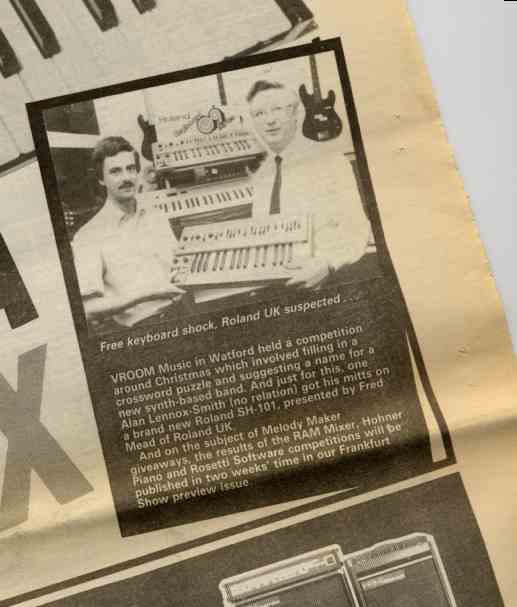 Roland
Free keyboard shock, Roland UK suspected . . .
VROOM Music in Watford held a competition
around Christmas which involved filling in a
crossword puzzle and suggesting a name for a
new synth-based band. And just for this, one
Alan Lennox-Smith (no relation) got his mitts on
a brand new Roland SH-101, presented by Fred
Mead of Roland UK.
And on the subject of Melody Maker
giveaways, the results of the RAM Mixer, Hohner
Piano and Rosetti Software competitions will be
published in two weeks' time in our Frankfurt
Show preview issue.
A
X